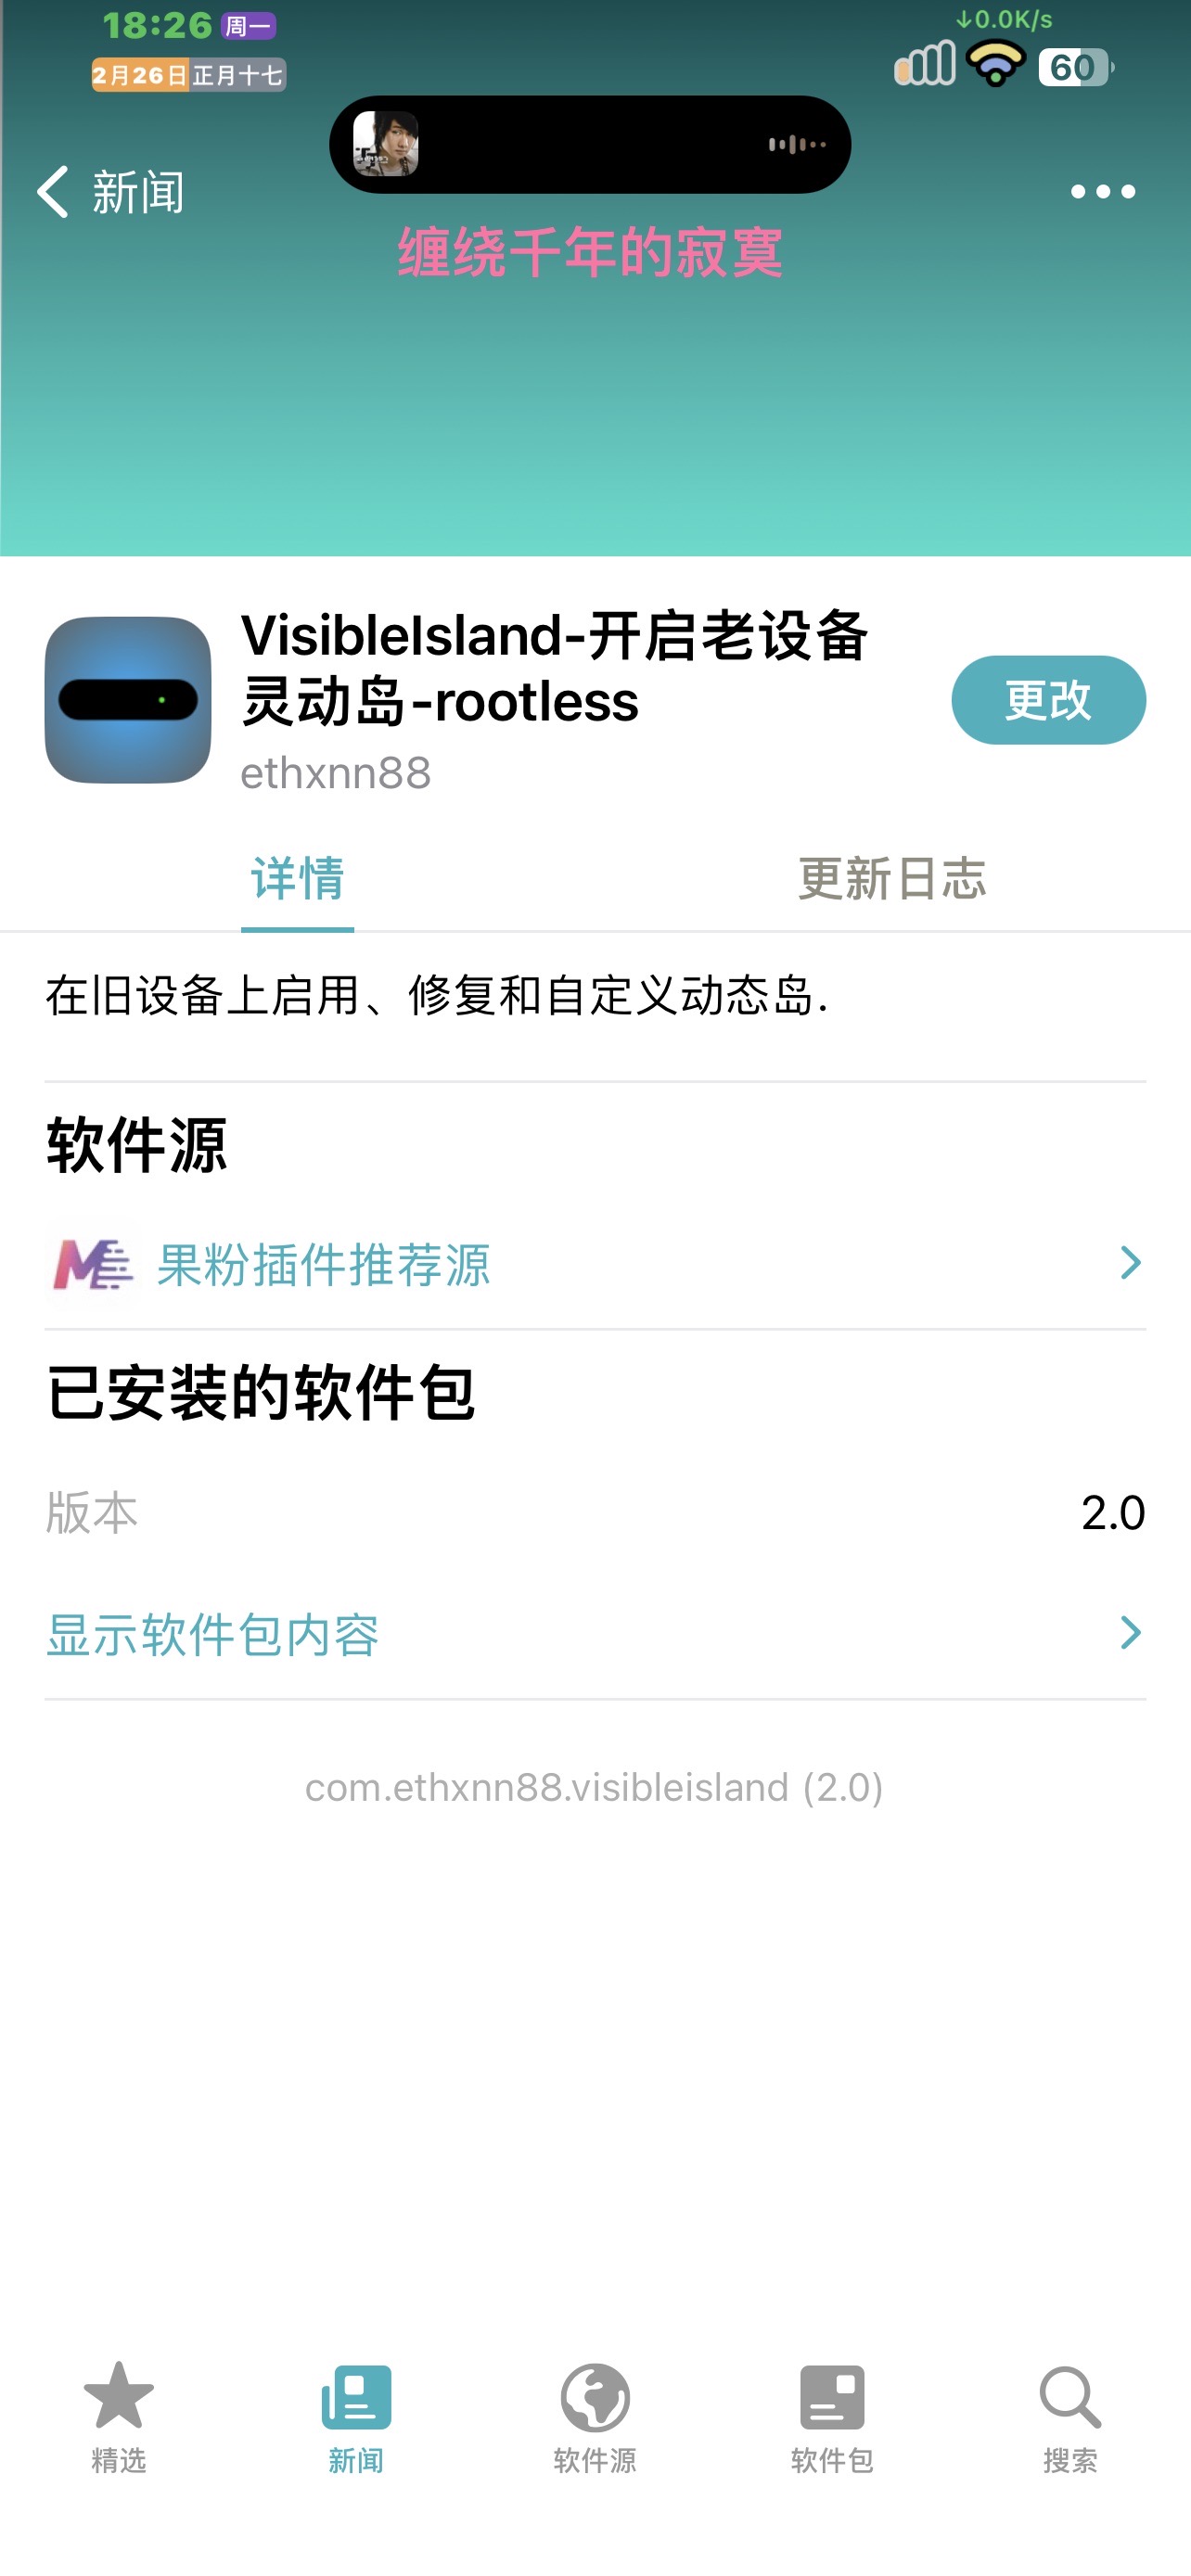 18:26 周一
↓0.0K/s
2月26日 正月十七
60
新闻
缠绕千年的寂寞
VisibleIsland-开启老设备
灵动岛-rootless
更改
ethxnn88
详情
更新日志
在旧设备上启用、修复和自定义动态岛.
软件源
果粉插件推荐源
已安装的软件包
版本
2.0
显示软件包内容
com.ethxnn88.visibleisland (2.0)
精选
新闻
软件源
软件包
搜索